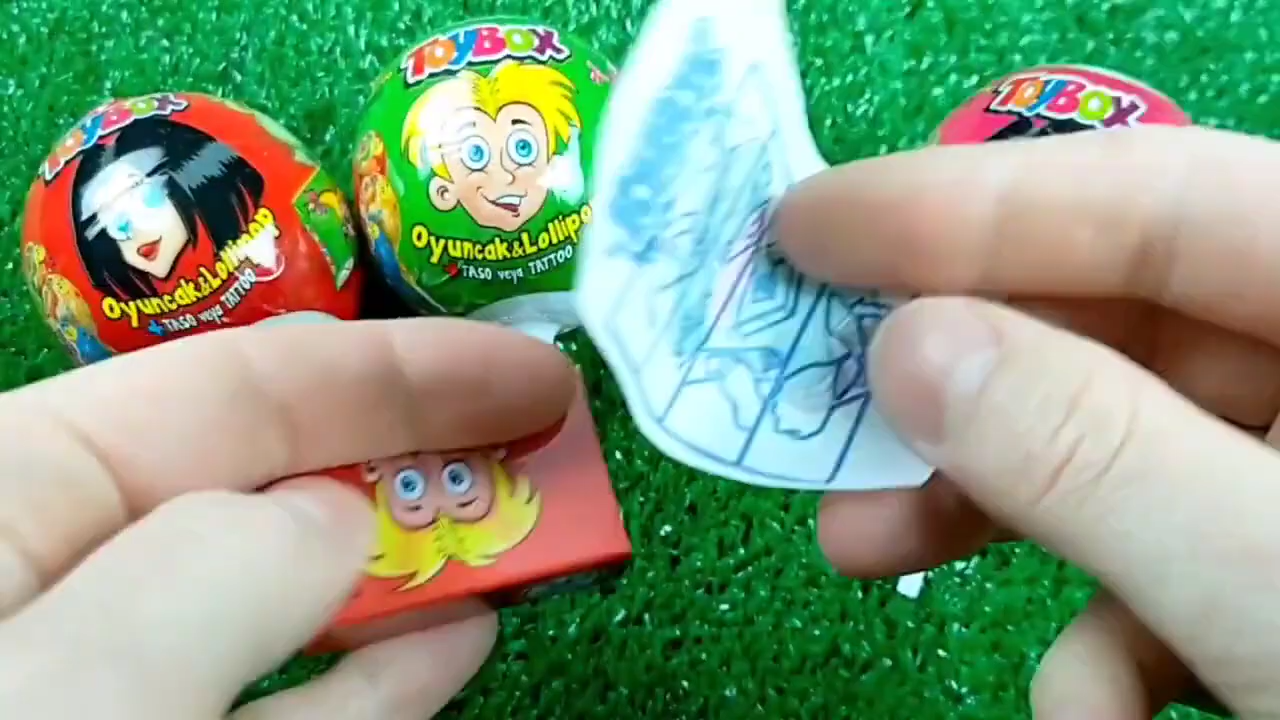 TOYBOX
Oyuncak&Lollipop
+ TASO veya TATTOO
TOYBOX
Oyuncak&Lollipo
TASO veya TATTOO
TOYBOX